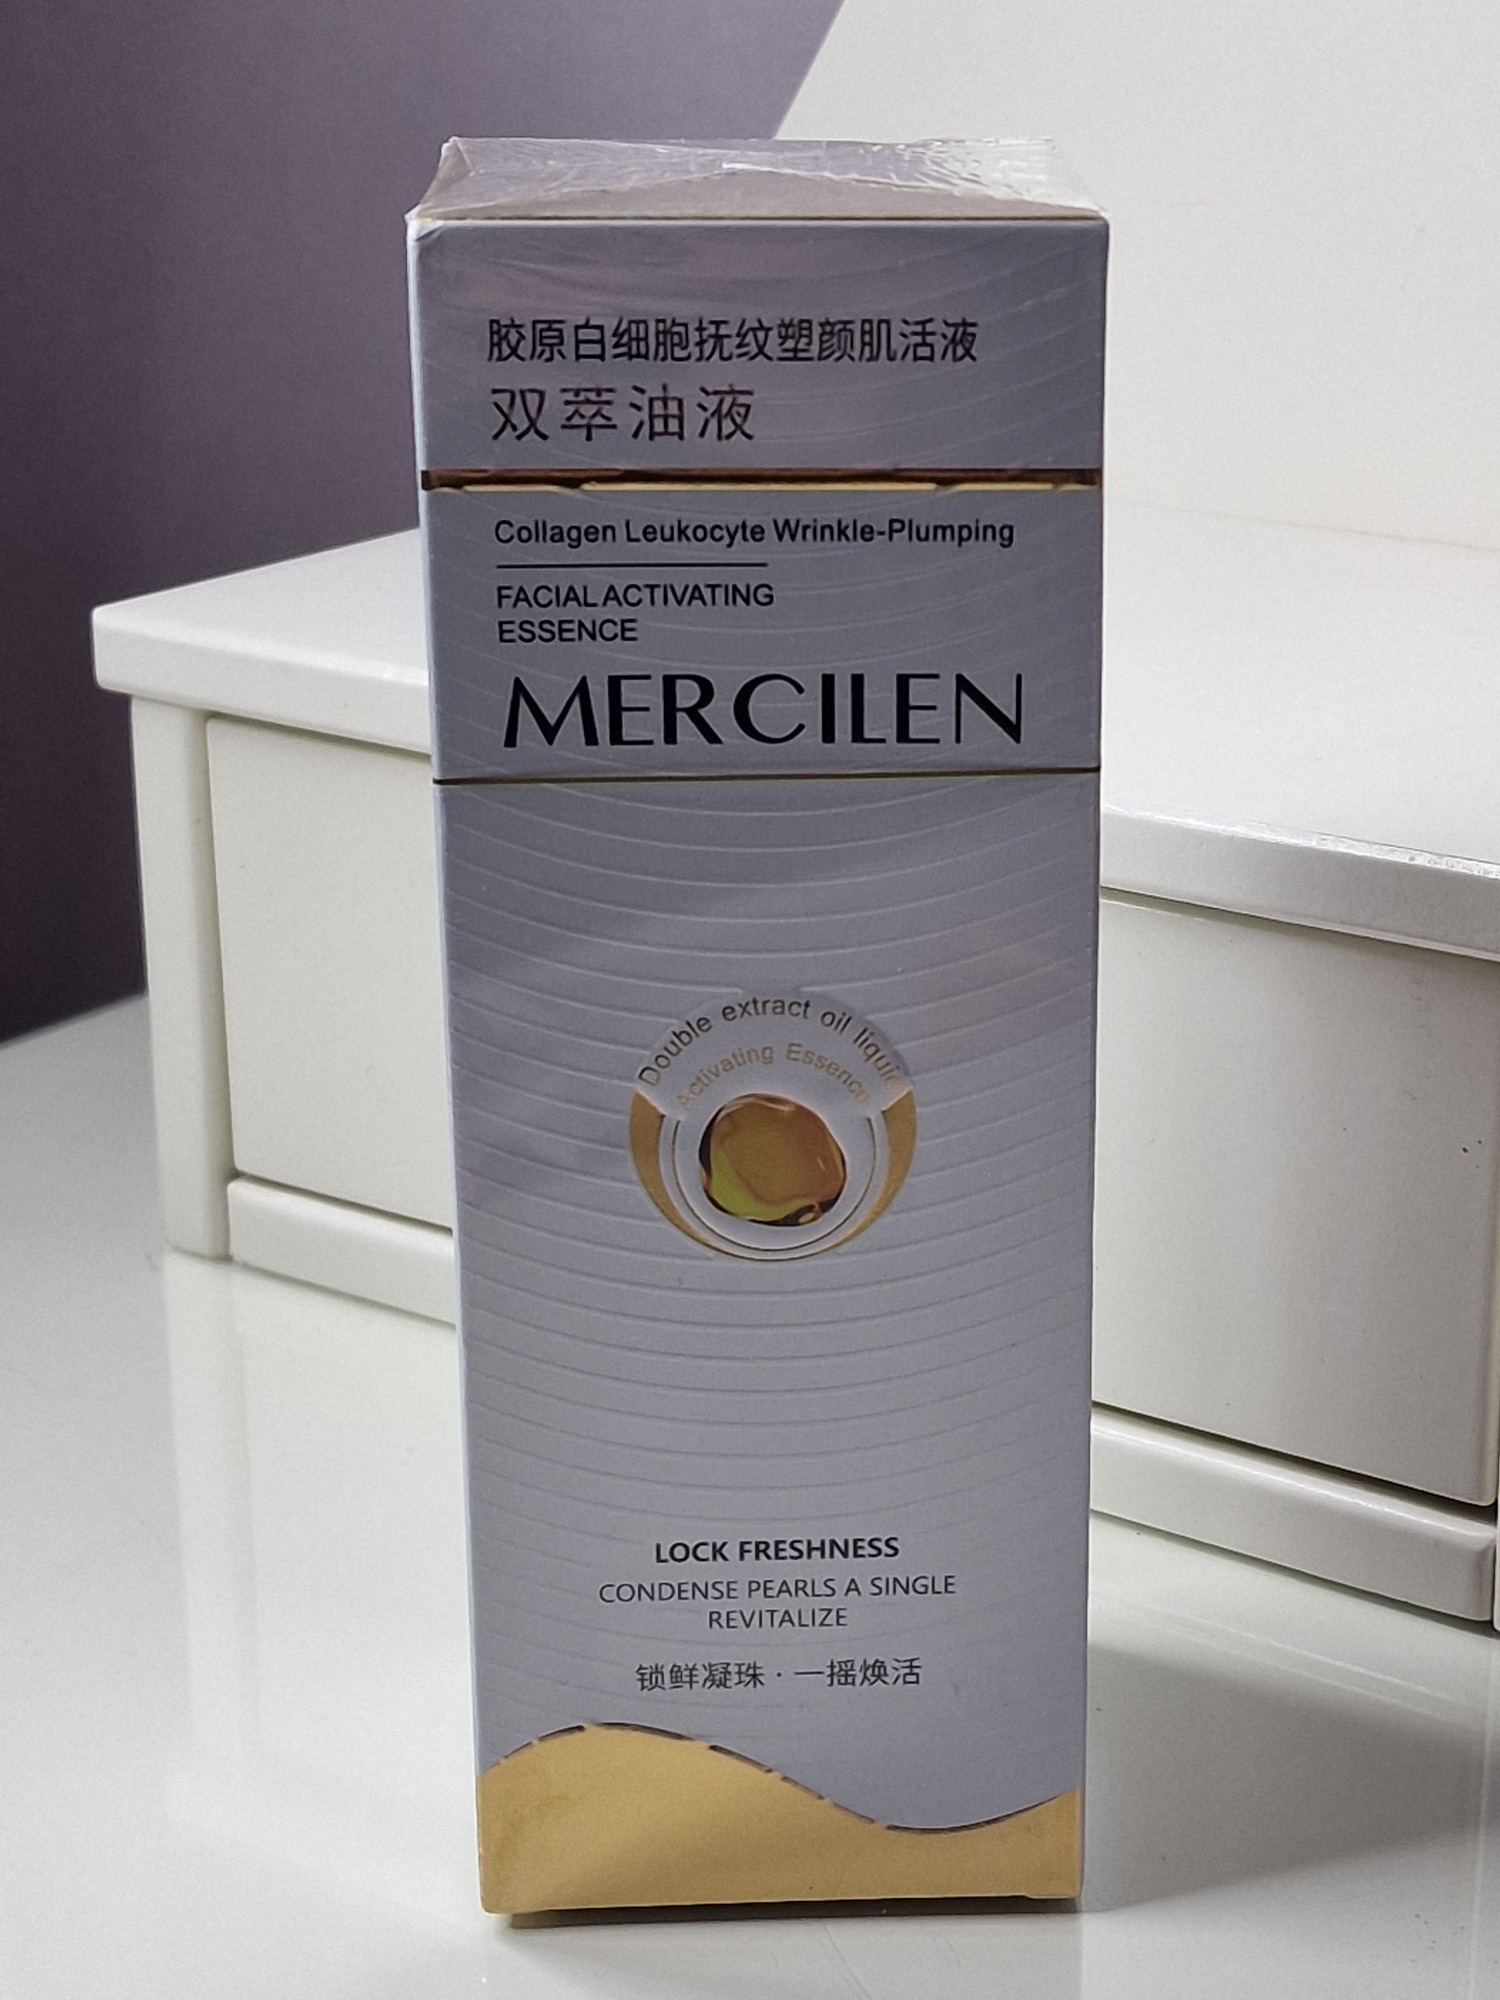 胶原白细胞抚纹塑颜肌活液
双萃油液
Collagen Leukocyte Wrinkle-Plumping
FACIAL ACTIVATING
ESSENCE
MERCILEN
Double extract oil liquid
Activating Essence
LOCK FRESHNESS
CONDENSE PEARLS A SINGLE
REVITALIZE
锁鲜凝珠·一摇焕活